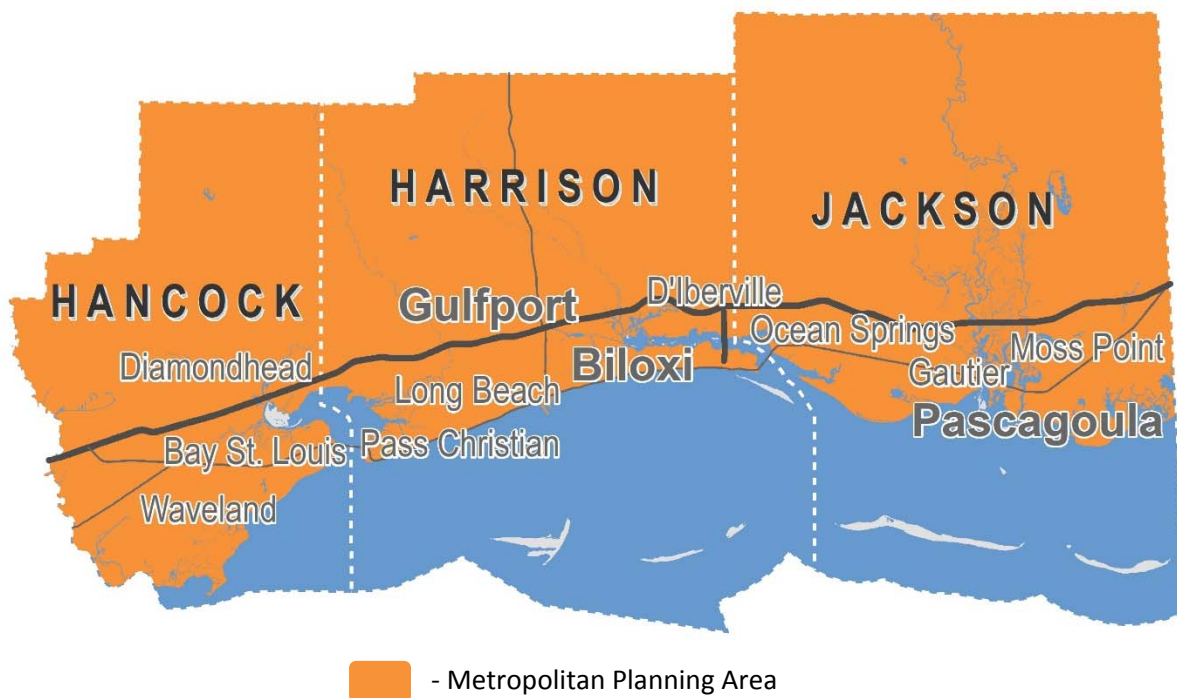 HARRISON
JACKSON
HANCOCK
D'Iberville
Gulfport
Ocean Springs
Moss Point
Diamondhead
Biloxi
Gautier
Long Beach
Pascagoula
Bay St. Louis
Pass Christian
Waveland
- Metropolitan Planning Area